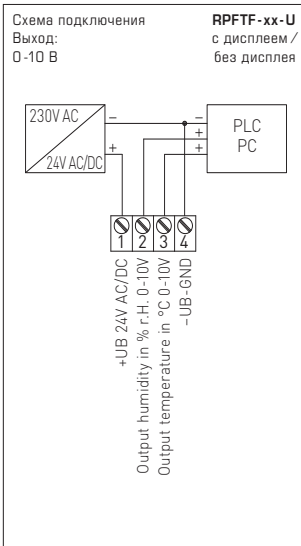 Схема подключения
Выход:
0-10 В
RPFTF-xx-U
с дисплеем /
без дисплея
230V AC
24V AC/DC
–
+
–
+
+
PLC
PC
1 2 3 4
+UB 24V AC/DC
Output humidity in % r.H. 0-10V
Output temperature in °C 0-10V
–UB-GND